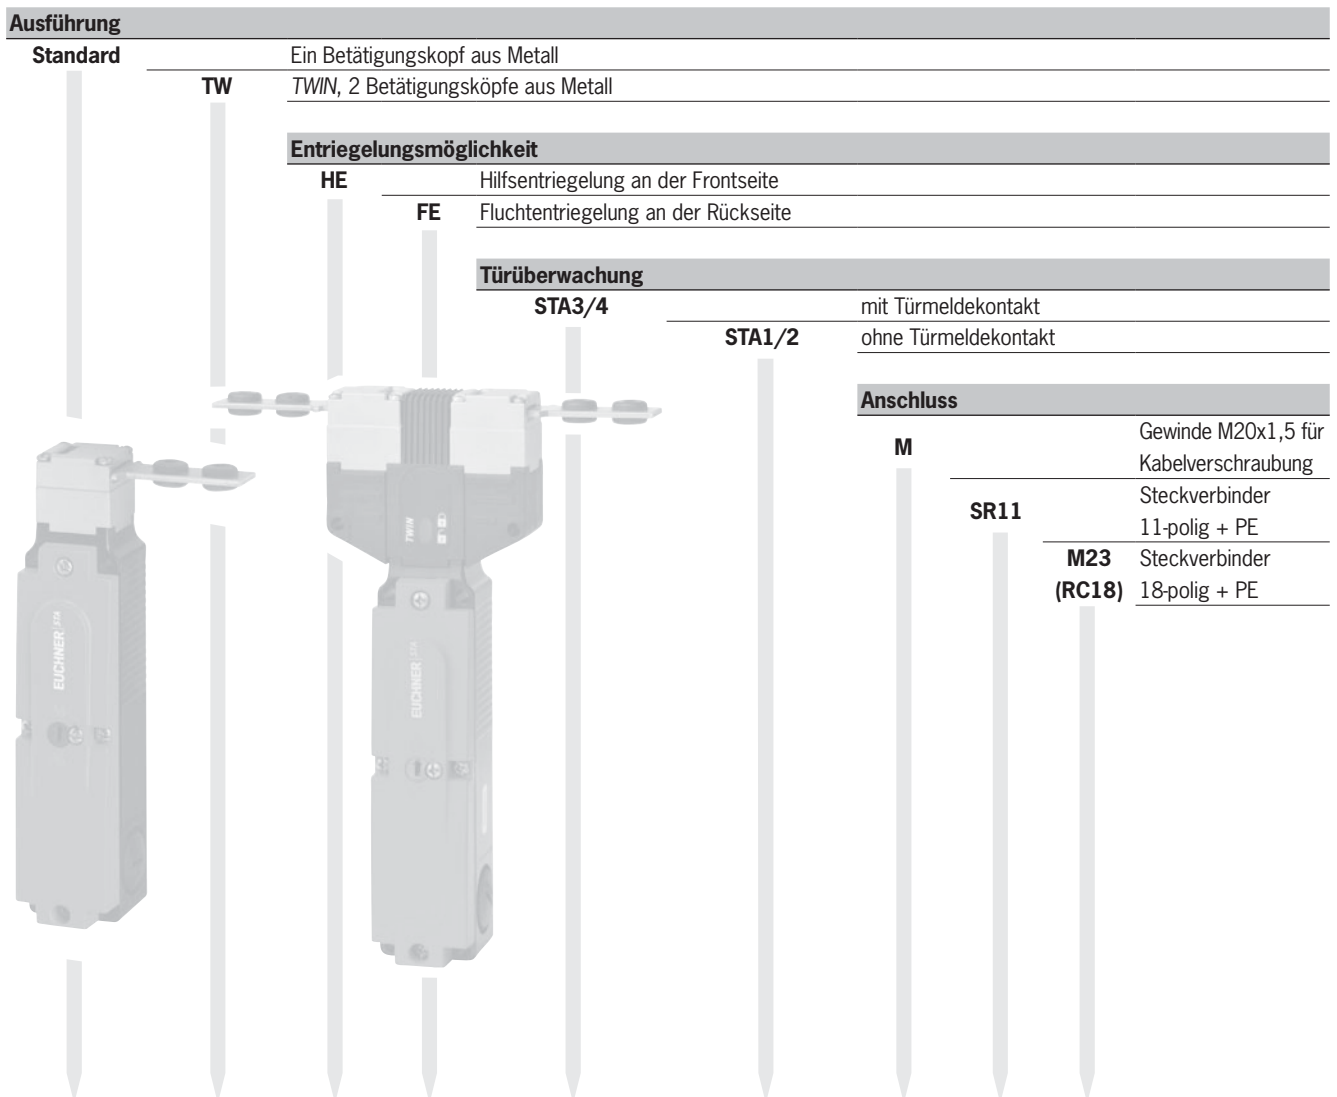 Ausführung
Standard Ein Betätigungskopf aus Metall
TW TWIN, 2 Betätigungsköpfe aus Metall
Entriegelungsmöglichkeit
HE Hilfsentriegelung an der Frontseite
FE Fluchtentriegelung an der Rückseite
Türüberwachung
STA3/4 mit Türmeldekontakt
STA1/2 ohne Türmeldekontakt
Anschluss
M Gewinde M20x1,5 für
Kabelverschraubung
SR11 Steckverbinder
11-polig + PE
M23 Steckverbinder
(RC18) 18-polig + PE
TWIN
EUCHNER STA
EUCHNER STA